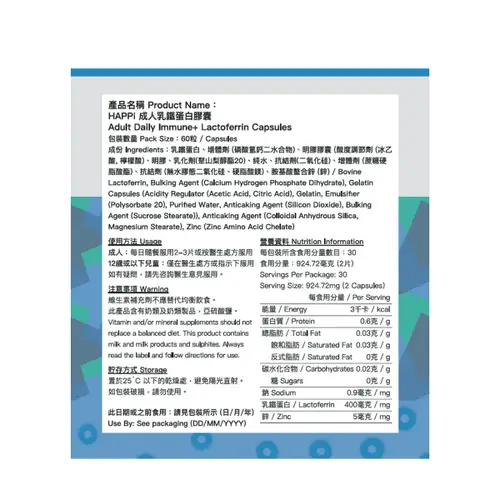 產品名稱 Product Name：
HAPPi 成人乳鐵蛋白膠囊
Adult Daily Immune+ Lactoferrin Capsules
包裝數量 Pack Size：60粒 / Capsules
成份 Ingredients：乳鐵蛋白、增體劑 (磷酸氫鈣二水合物)、明膠膠囊 (酸度調節劑 (冰乙
酸, 檸檬酸)、明膠、乳化劑(聚山梨醇酯20)、純水、抗結劑(二氧化硅)、增體劑 (蔗糖硬
脂酸酯)、抗結劑 (無水膠態二氧化硅、硬脂酸鎂)、胺基酸螯合鋅 (鋅) / Bovine
Lactoferrin, Bulking Agent (Calcium Hydrogen Phosphate Dihydrate), Gelatin
Capsules (Acidity Regulator (Acetic Acid, Citric Acid), Gelatin, Emulsifier
(Polysorbate 20), Purified Water, Anticaking Agent (Silicon Dioxide), Bulking
Agent (Sucrose Stearate)), Anticaking Agent (Colloidal Anhydrous Silica,
Magnesium Stearate), Zinc (Zinc Amino Acid Chelate)
使用方法 Usage
成人：每日隨餐服用2-3片或按醫生處方服用
12歲或以下兒童：僅在醫生處方或指示下服用
如有疑問，請先咨詢醫生意見服用。
注意事項 Warning
維生素補充劑不應替代均衡飲食。
此產品含有奶類及奶類製品，亞硫酸鹽。
Vitamin and/or mineral supplements should not
replace a balanced diet. This product contains
milk and milk products and sulphites. Always
read the label and follow directions for use.
貯存方式 Storage
置於25°C 以下的乾燥處，避免陽光直射。
如包裝破損，請勿使用。
此日期或之前食用：請見包裝所示 (日/月/年)
Use By: See packaging (DD/MM/YYYY)
營養資料 Nutrition Information
每包裝所含食用分量數目：30
食用分量：924.72毫克 (2片)
Servings Per Package: 30
Serving Size: 924.72mg (2 Capsules)
每食用分量 / Per Serving
能量 / Energy 3千卡 / kcal
蛋白質 / Protein 0.6克 / g
總脂肪 / Total Fat 0.03克 / g
飽和脂肪 / Saturated Fat 0.03克 / g
反式脂肪 / Saturated Fat 0克 / g
碳水化合物 / Carbohydrates 0.02克 / g
糖 Sugars 0克 / g
鈉 Sodium 0.9毫克 / mg
乳鐵蛋白 / Lactoferrin 400毫克 / mg
鋅 / Zinc 5毫克 / mg